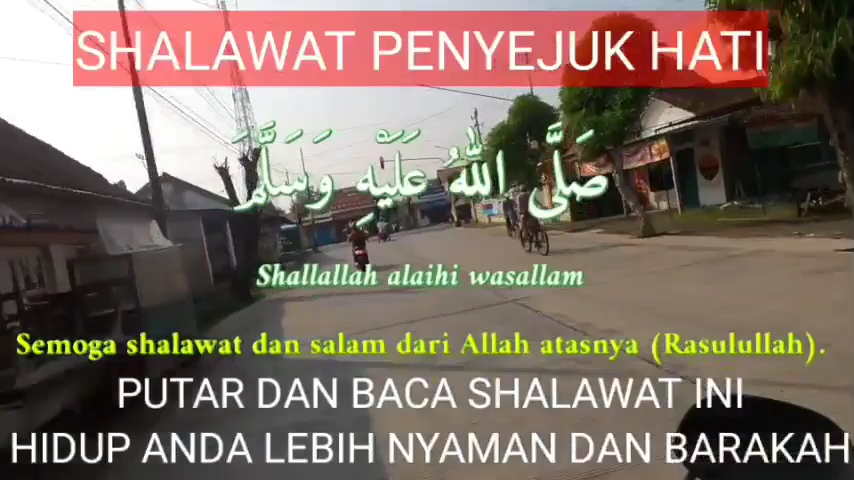 SHALAWAT PENYEJUK HATI
صَلَّى اللّٰهُ عَلَيْهِ وَسَلَّمَ
Shallallah alaihi wasallam
Semoga shalawat dan salam dari Allah atasnya (Rasulullah).
PUTAR DAN BACA SHALAWAT INI
HIDUP ANDA LEBIH NYAMAN DAN BARAKAH